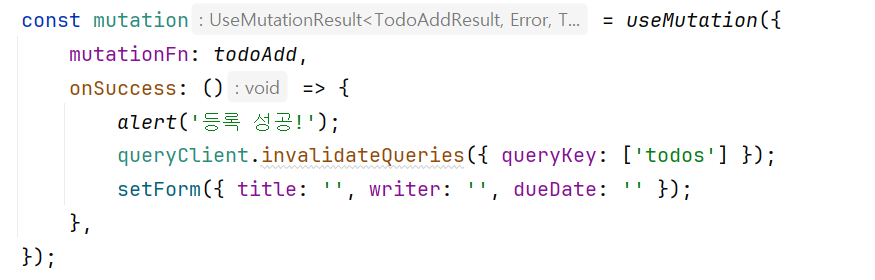 const mutation : UseMutationResult<TodoAddResult, Error, T... = useMutation({
    mutationFn: todoAdd,
    onSuccess: () : void => {
        alert('등록 성공!');
        queryClient.invalidateQueries({ queryKey: ['todos'] });
        setForm({ title: '', writer: '', dueDate: '' });
    },
});